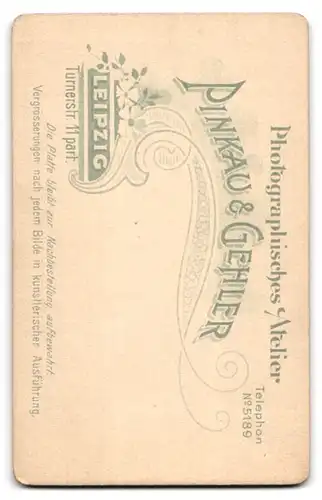 Photographisches Atelier
Telephon
No 5189
PINKAU & GEHLER
LEIPZIG
Turnerstr. 11 part.
Die Platte bleibt zur Nachbestellung aufbewahrt.
Vergrösserungen nach jedem Bilde in künstlerischer Ausführung.